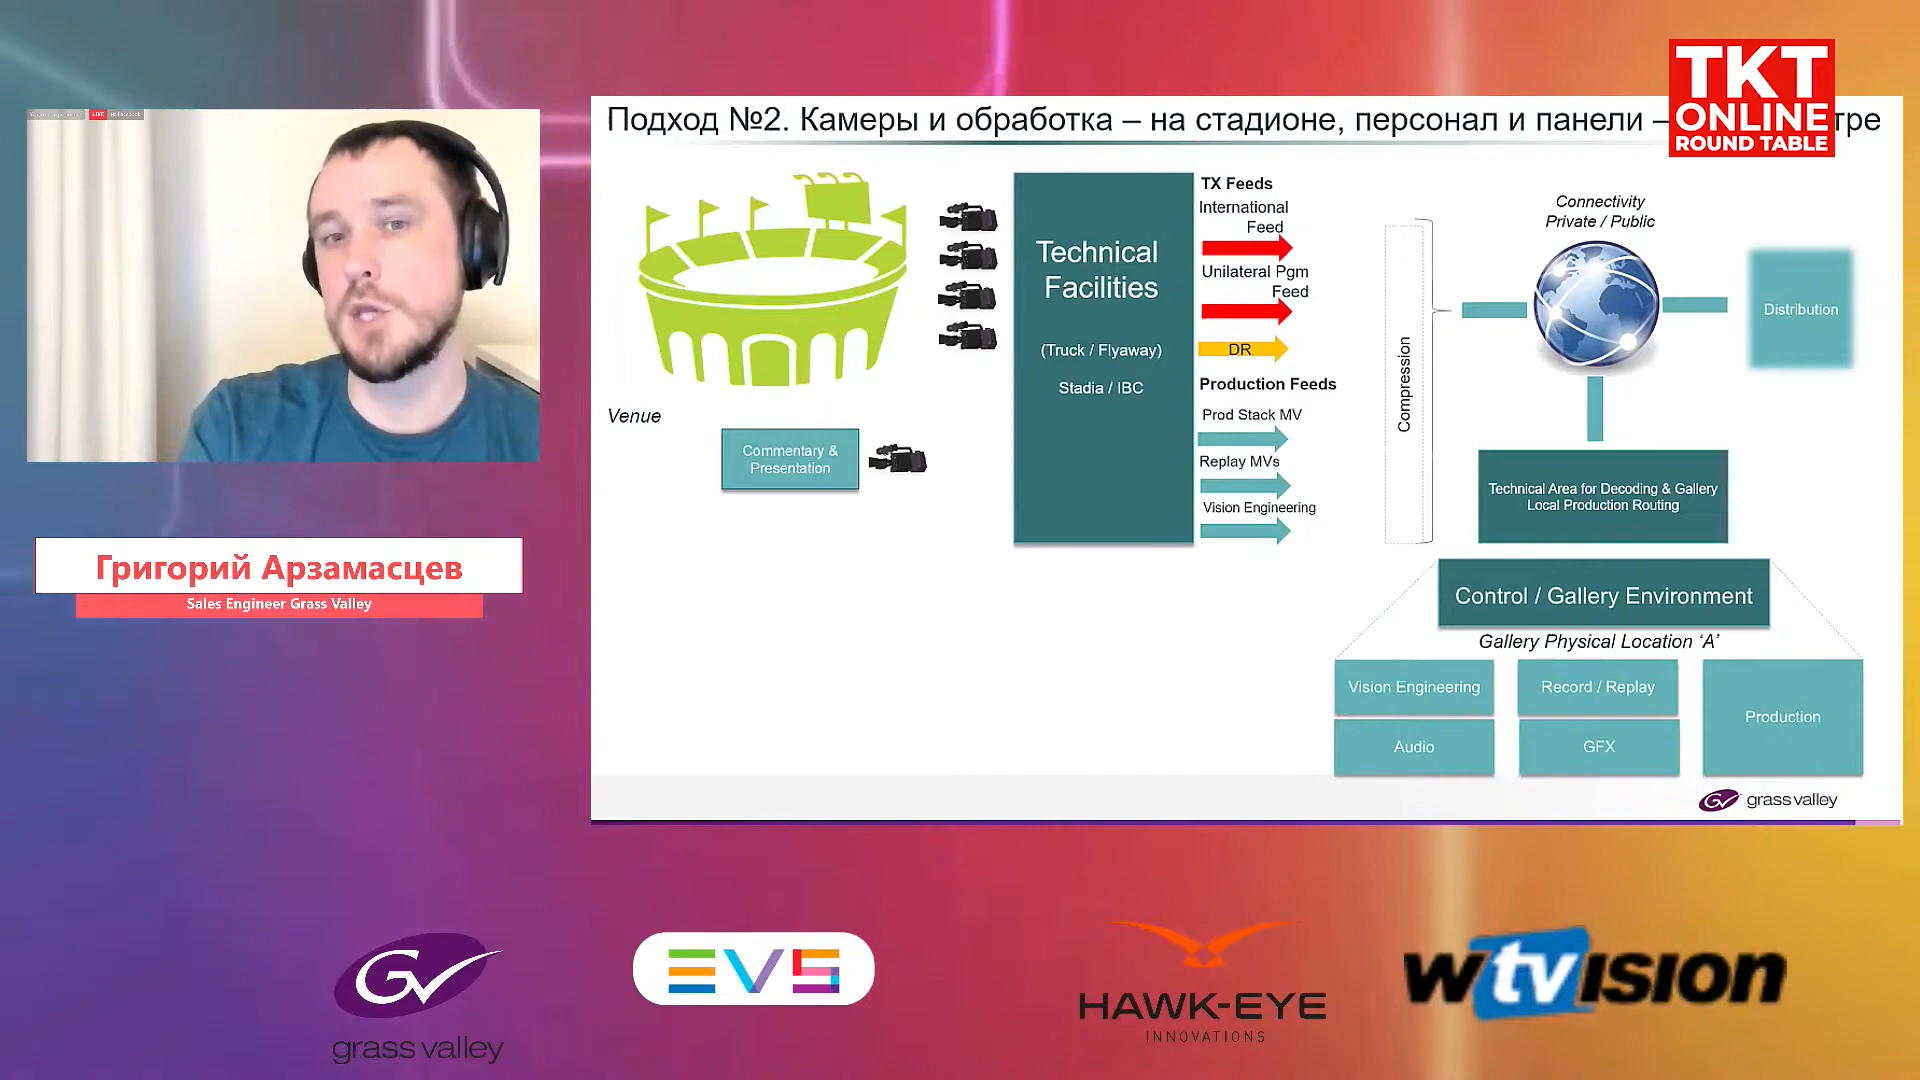 TKT
ONLINE
ROUND TABLE
LIVE
Подход №2. Камеры и обработка – на стадионе, персонал и панели –
тре
Venue
Commentary &
Presentation
Technical
Facilities
(Truck / Flyaway)
Stadia / IBC
TX Feeds
International
Feed
Unilateral Pgm
Feed
DR
Production Feeds
Prod Stack MV
Replay MVs
Vision Engineering
Compression
Connectivity
Private / Public
Distribution
Technical Area for Decoding & Gallery
Local Production Routing
Control / Gallery Environment
Gallery Physical Location ‘A’
Vision Engineering
Record / Replay
Production
Audio
GFX
GV grass valley
Григорий Арзамасцев
Sales Engineer Grass Valley
GV
grass valley
EVS
HAWK-EYE
INNOVATIONS
wtvision